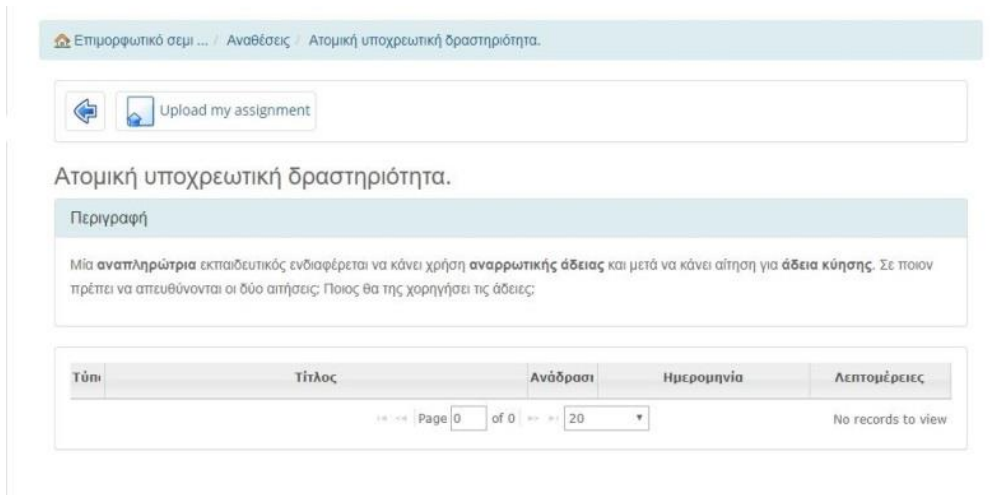 Επιμορφωτικό σεμι ... / Αναθέσεις / Ατομική υποχρεωτική δραστηριότητα.
Upload my assignment
Ατομική υποχρεωτική δραστηριότητα.
Περιγραφή
Μία αναπληρώτρια εκπαιδευτικός ενδιαφέρεται να κάνει χρήση αναρρωτικής άδειας και μετά να κάνει αίτηση για άδεια κύησης. Σε ποιον
πρέπει να απευθύνονται οι δύο αιτήσεις; Ποιος θα της χορηγήσει τις άδειες;
Τύπι Τίτλος Ανάδρασι Ημερομηνία Λεπτομέρειες
Page 0 of 0 20 No records to view